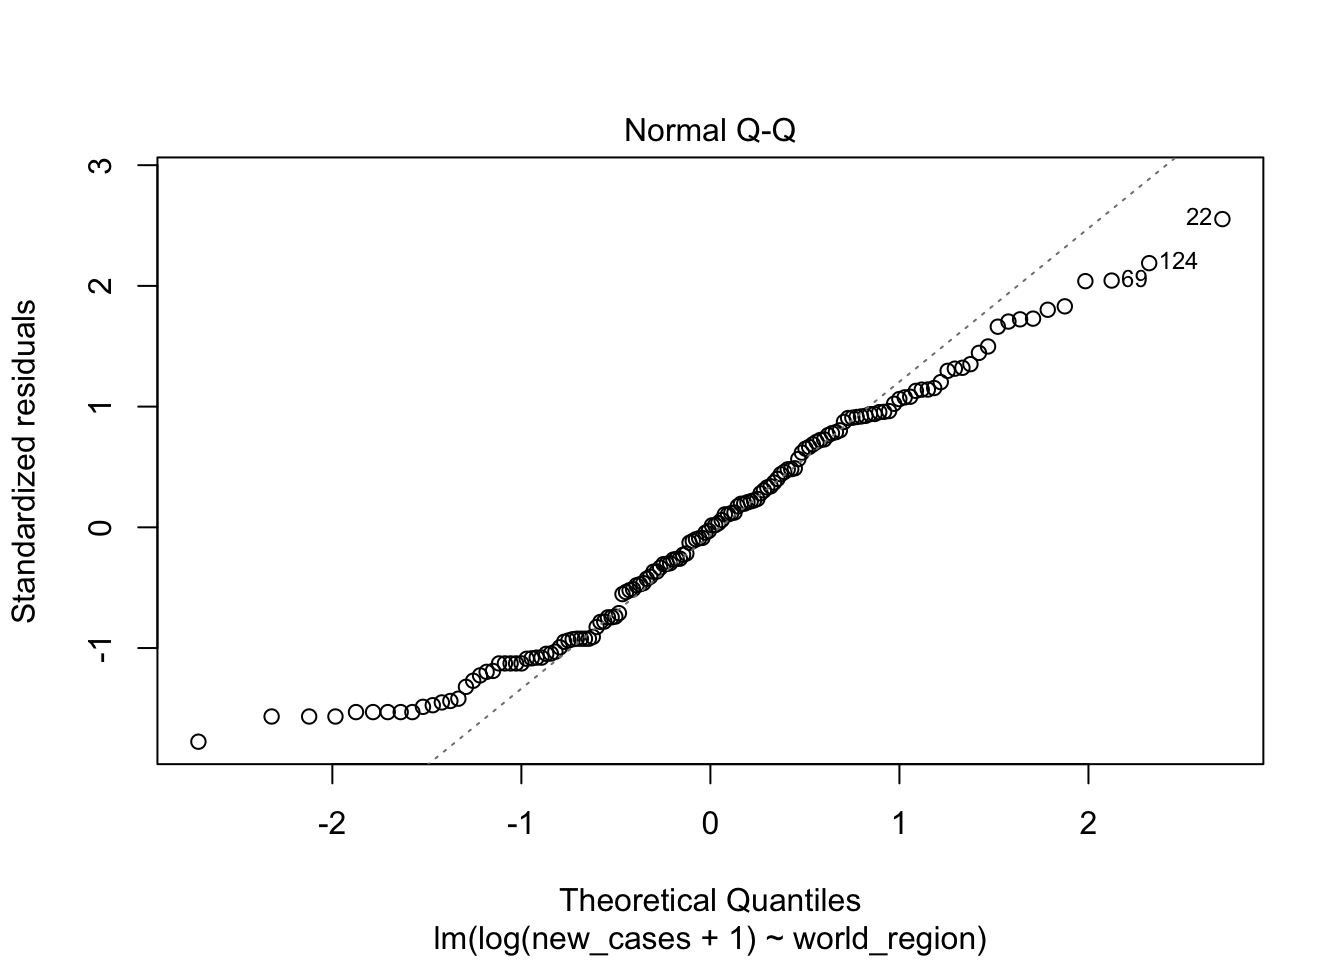 Normal Q-Q
Standardized residuals
3
2
1
0
-1
22
124
69
-2 -1 0 1 2
Theoretical Quantiles
lm(log(new_cases + 1) ~ world_region)